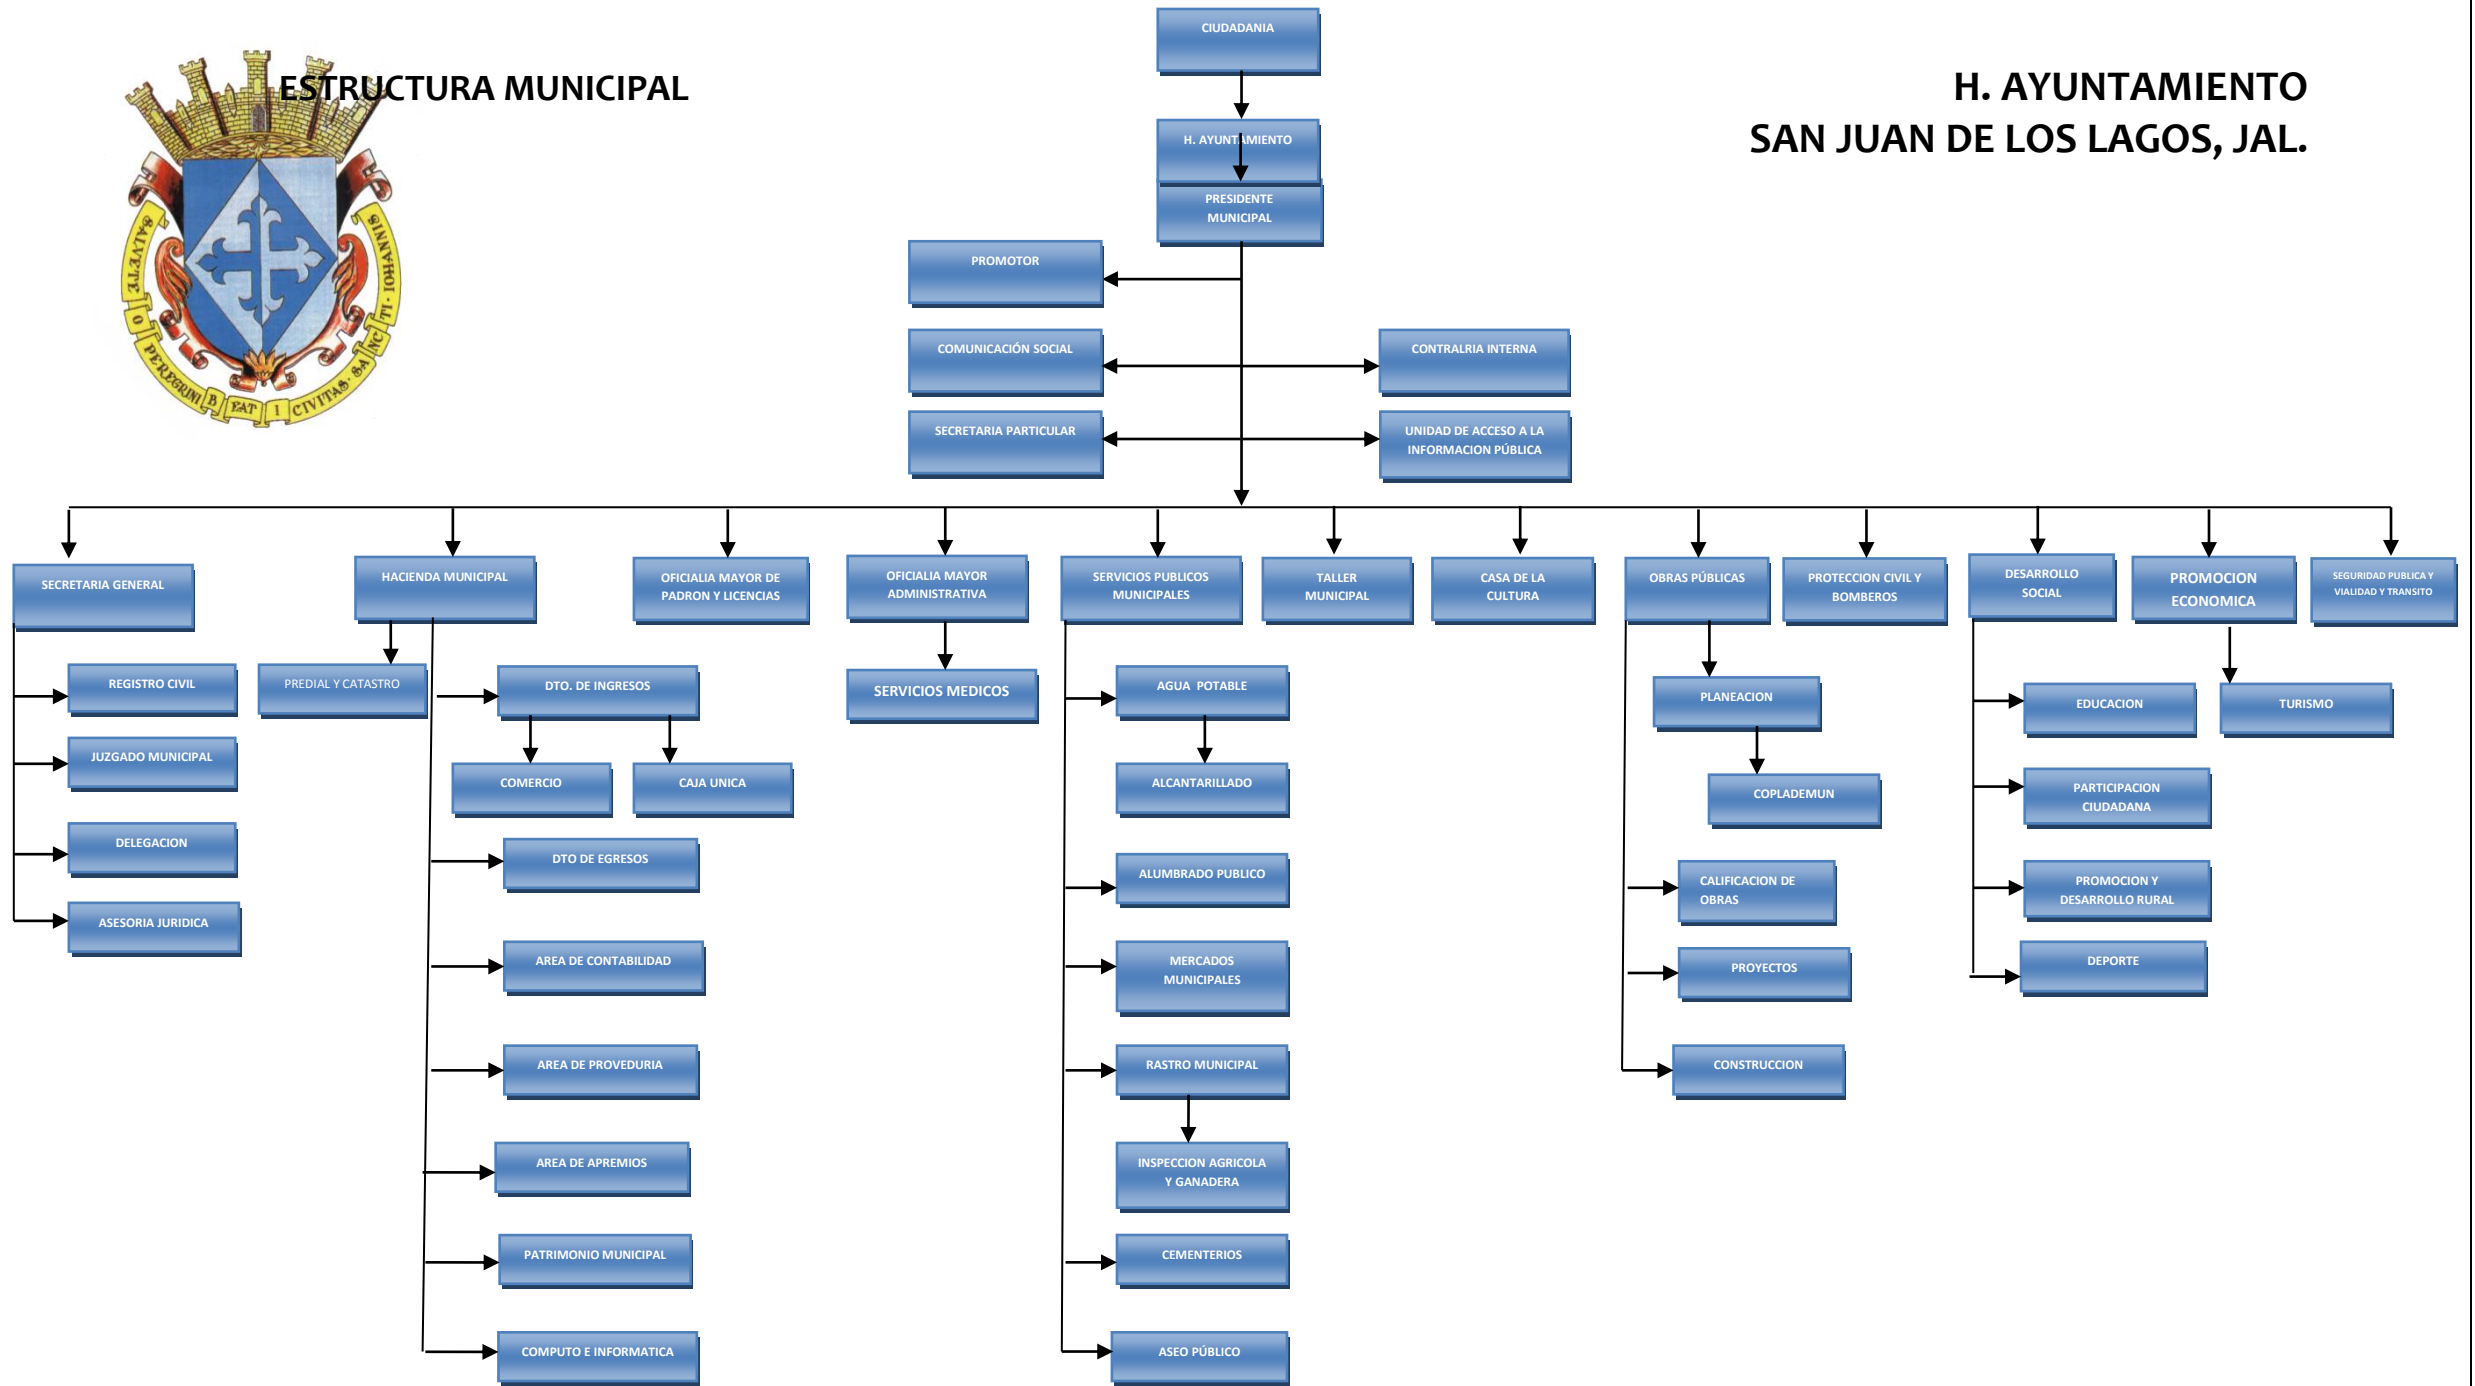 CIUDADANIA
ESTRUCTURA MUNICIPAL
H. AYUNTAMIENTO
SAN JUAN DE LOS LAGOS, JAL.
H. AYUNTAMIENTO
PRESIDENTE
MUNICIPAL
SALVETE O PEREGRINI BEATI CIVITAS SANCTI IOHANNIS
PROMOTOR
COMUNICACIÓN SOCIAL
CONTRALRIA INTERNA
SECRETARIA PARTICULAR
UNIDAD DE ACCESO A LA
INFORMACION PÚBLICA
SECRETARIA GENERAL
HACIENDA MUNICIPAL
OFICIALIA MAYOR DE
PADRON Y LICENCIAS
OFICIALIA MAYOR
ADMINISTRATIVA
SERVICIOS PUBLICOS
MUNICIPALES
TALLER
MUNICIPAL
CASA DE LA
CULTURA
OBRAS PÚBLICAS
PROTECCION CIVIL Y
BOMBEROS
DESARROLLO
SOCIAL
PROMOCION
ECONOMICA
SEGURIDAD PUBLICA Y
VIALIDAD Y TRANSITO
REGISTRO CIVIL
JUZGADO MUNICIPAL
DELEGACION
ASESORIA JURIDICA
PREDIAL Y CATASTRO
DTO. DE INGRESOS
COMERCIO
CAJA UNICA
DTO DE EGRESOS
AREA DE CONTABILIDAD
AREA DE PROVEDURIA
AREA DE APREMIOS
PATRIMONIO MUNICIPAL
COMPUTO E INFORMATICA
SERVICIOS MEDICOS
AGUA POTABLE
ALCANTARILLADO
ALUMBRADO PUBLICO
MERCADOS
MUNICIPALES
RASTRO MUNICIPAL
INSPECCION AGRICOLA
Y GANADERA
CEMENTERIOS
ASEO PÚBLICO
PLANEACION
COPLADEMUN
CALIFICACION DE
OBRAS
PROYECTOS
CONSTRUCCION
EDUCACION
PARTICIPACION
CIUDADANA
PROMOCION Y
DESARROLLO RURAL
DEPORTE
TURISMO